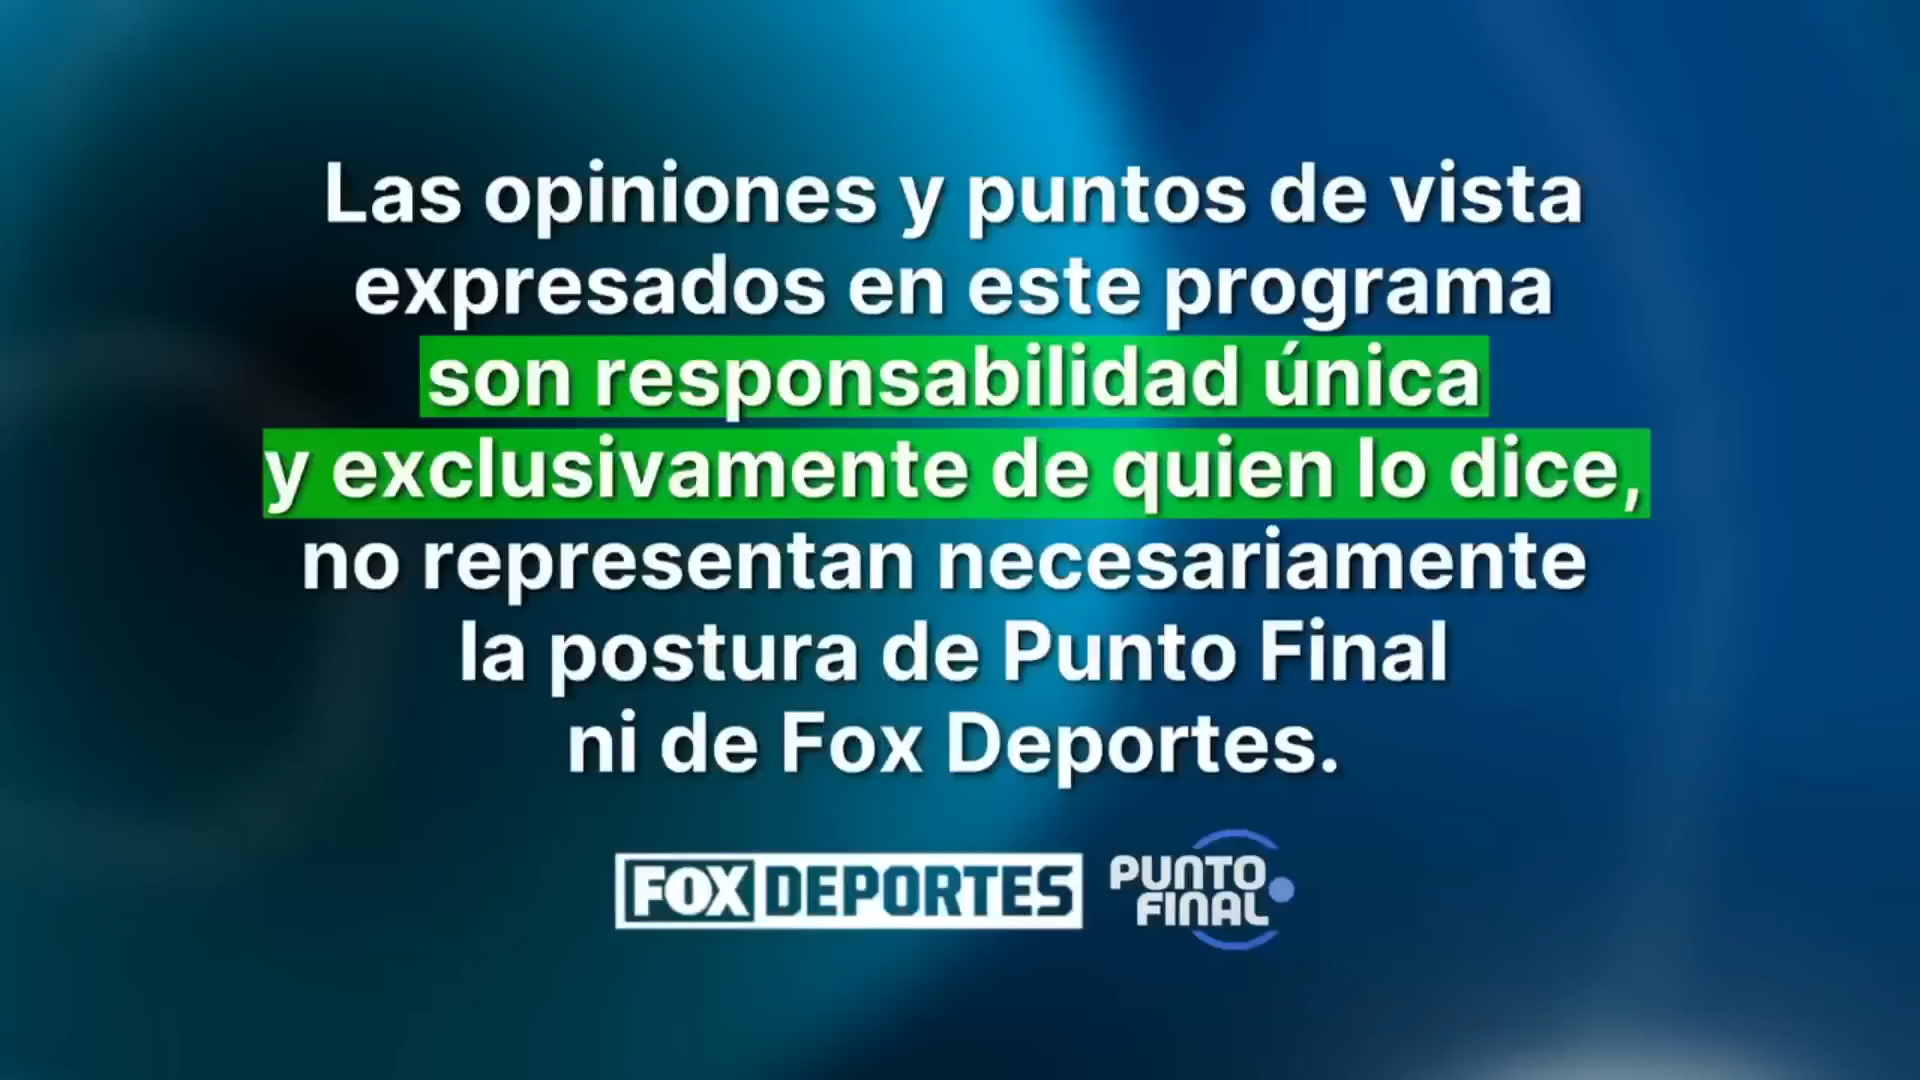 Las opiniones y puntos de vista
expresados en este programa
son responsabilidad única
y exclusivamente de quien lo dice,
no representan necesariamente
la postura de Punto Final
ni de Fox Deportes.
FOX DEPORTES
PUNTO
FINAL